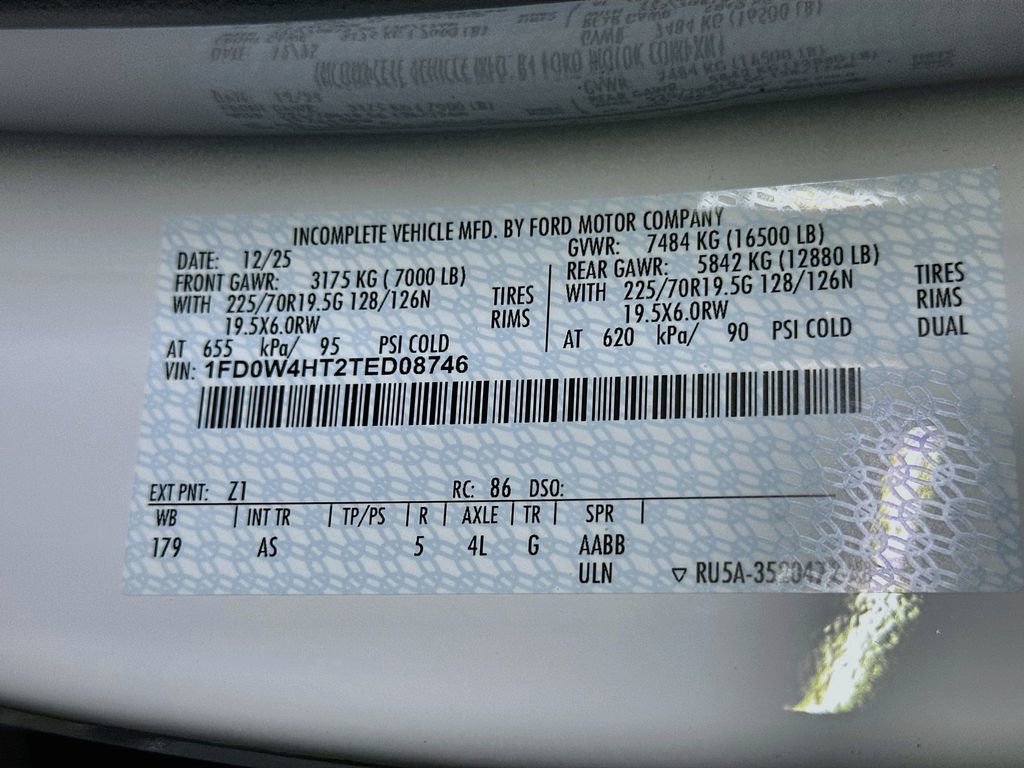 INCOMPLETE VEHICLE MFD. BY FORD MOTOR COMPANY
DATE: 12/25 GVWR: 7484 KG (16500 LB)
FRONT GAWR: 3175 KG ( 7000 LB) REAR GAWR: 5842 KG (12880 LB)
WITH 225/70R19.5G 128/126N TIRES WITH 225/70R19.5G 128/126N TIRES
19.5X6.0RW RIMS 19.5X6.0RW RIMS
AT 655 kPa/ 95 PSI COLD AT 620 kPa/ 90 PSI COLD DUAL
VIN: 1FD0W4HT2TED08746
EXT PNT: Z1 RC: 86 DSO:
WB | INT TR | TP/PS | R | AXLE | TR | SPR |
179 AS 5 4L G AABB
ULN ▽ RU5A-3520472